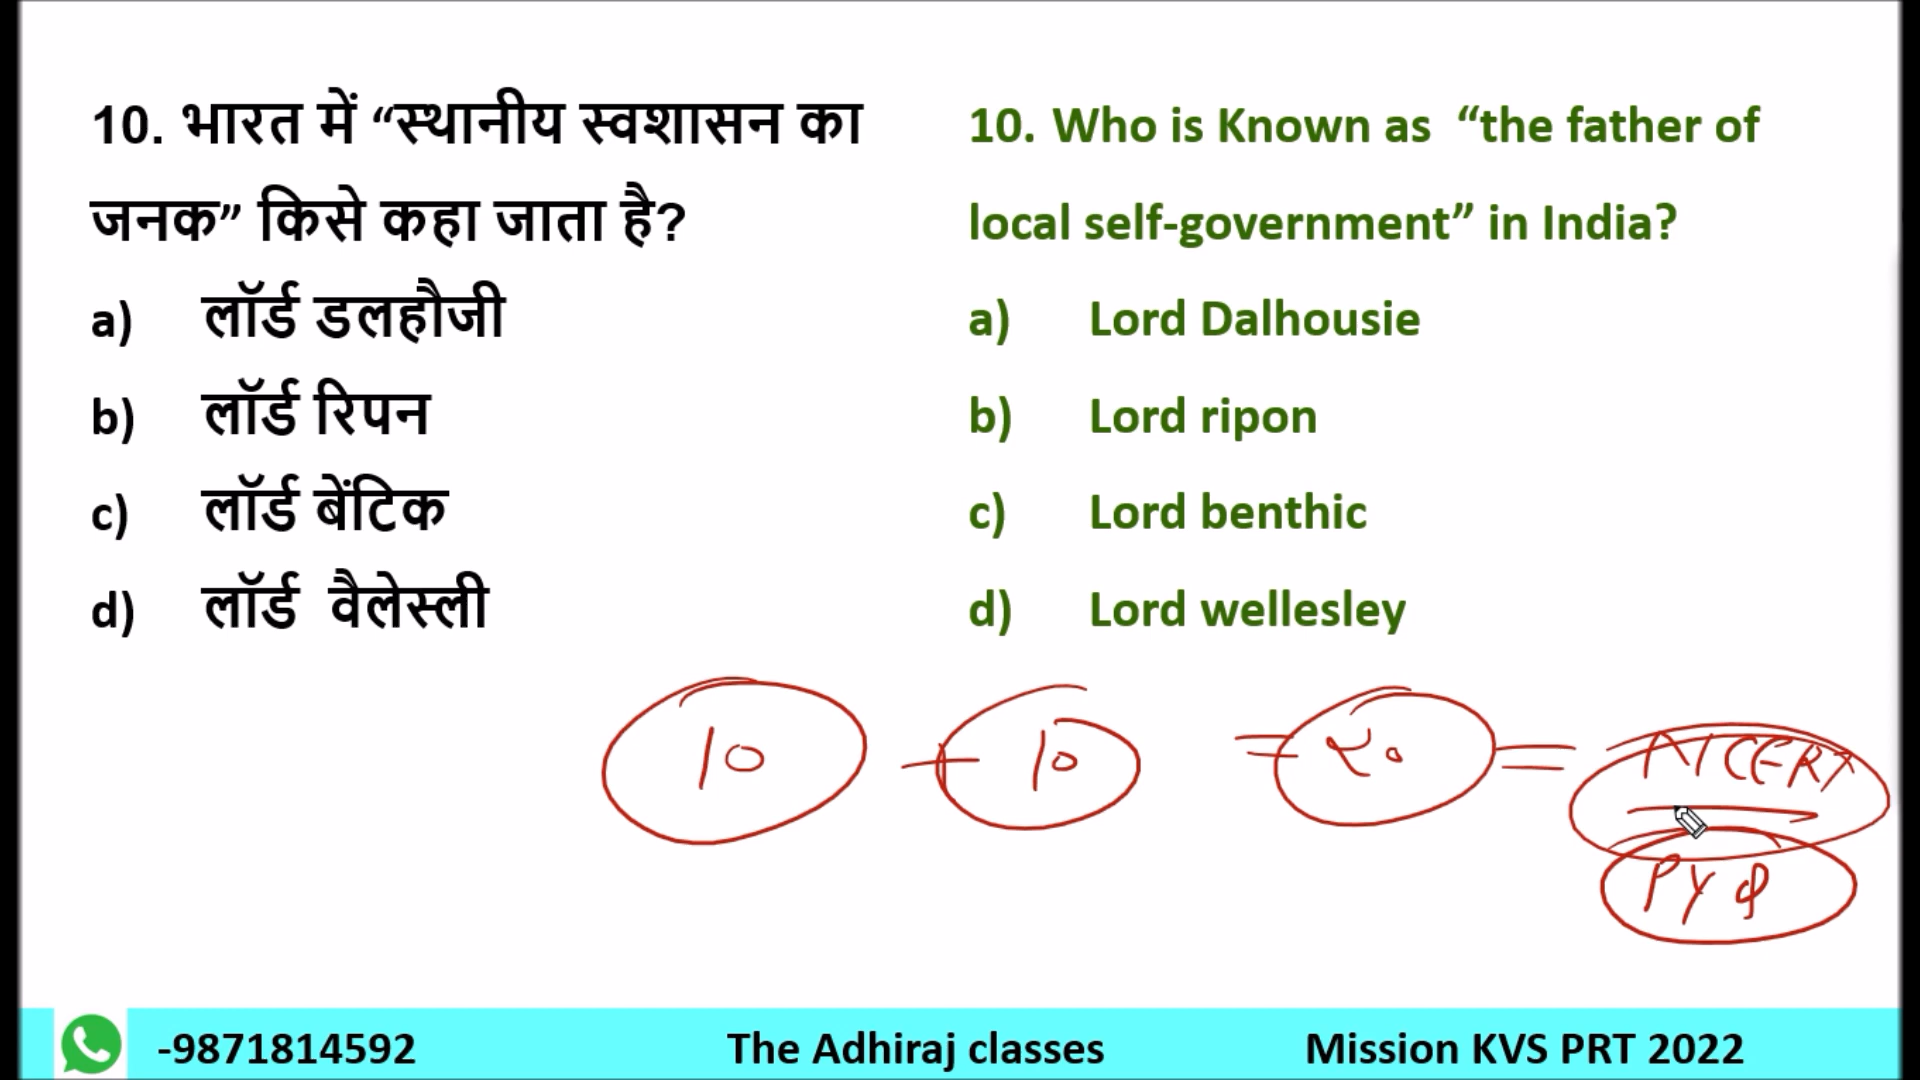 10. भारत में “स्थानीय स्वशासन का
जनक” किसे कहा जाता है?
a) लॉर्ड डलहौजी
b) लॉर्ड रिपन
c) लॉर्ड बेंटिक
d) लॉर्ड वैलेस्ली
10. Who is Known as “the father of
local self-government” in India?
a) Lord Dalhousie
b) Lord ripon
c) Lord benthic
d) Lord wellesley
10 + 10 = 20 = NCERT
PYQ
-9871814592 The Adhiraj classes Mission KVS PRT 2022